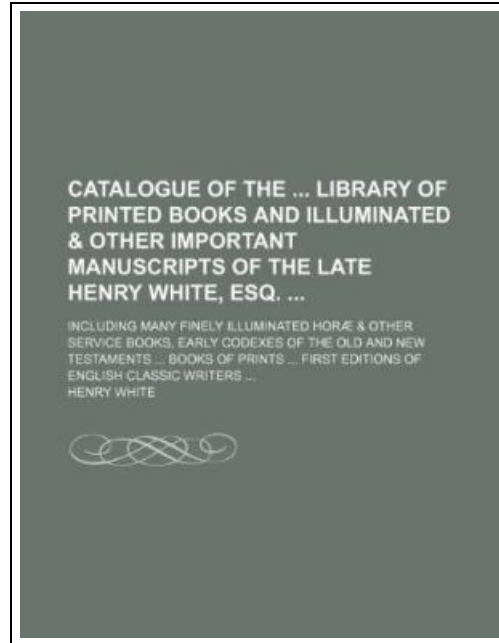 CATALOGUE OF THE ... LIBRARY OF
PRINTED BOOKS AND ILLUMINATED
& OTHER IMPORTANT
MANUSCRIPTS OF THE LATE
HENRY WHITE, ESQ. ...
INCLUDING MANY FINELY ILLUMINATED HORÆ & OTHER
SERVICE BOOKS, EARLY CODEXES OF THE OLD AND NEW
TESTAMENTS ... BOOKS OF PRINTS ... FIRST EDITIONS OF
ENGLISH CLASSIC WRITERS ...
HENRY WHITE